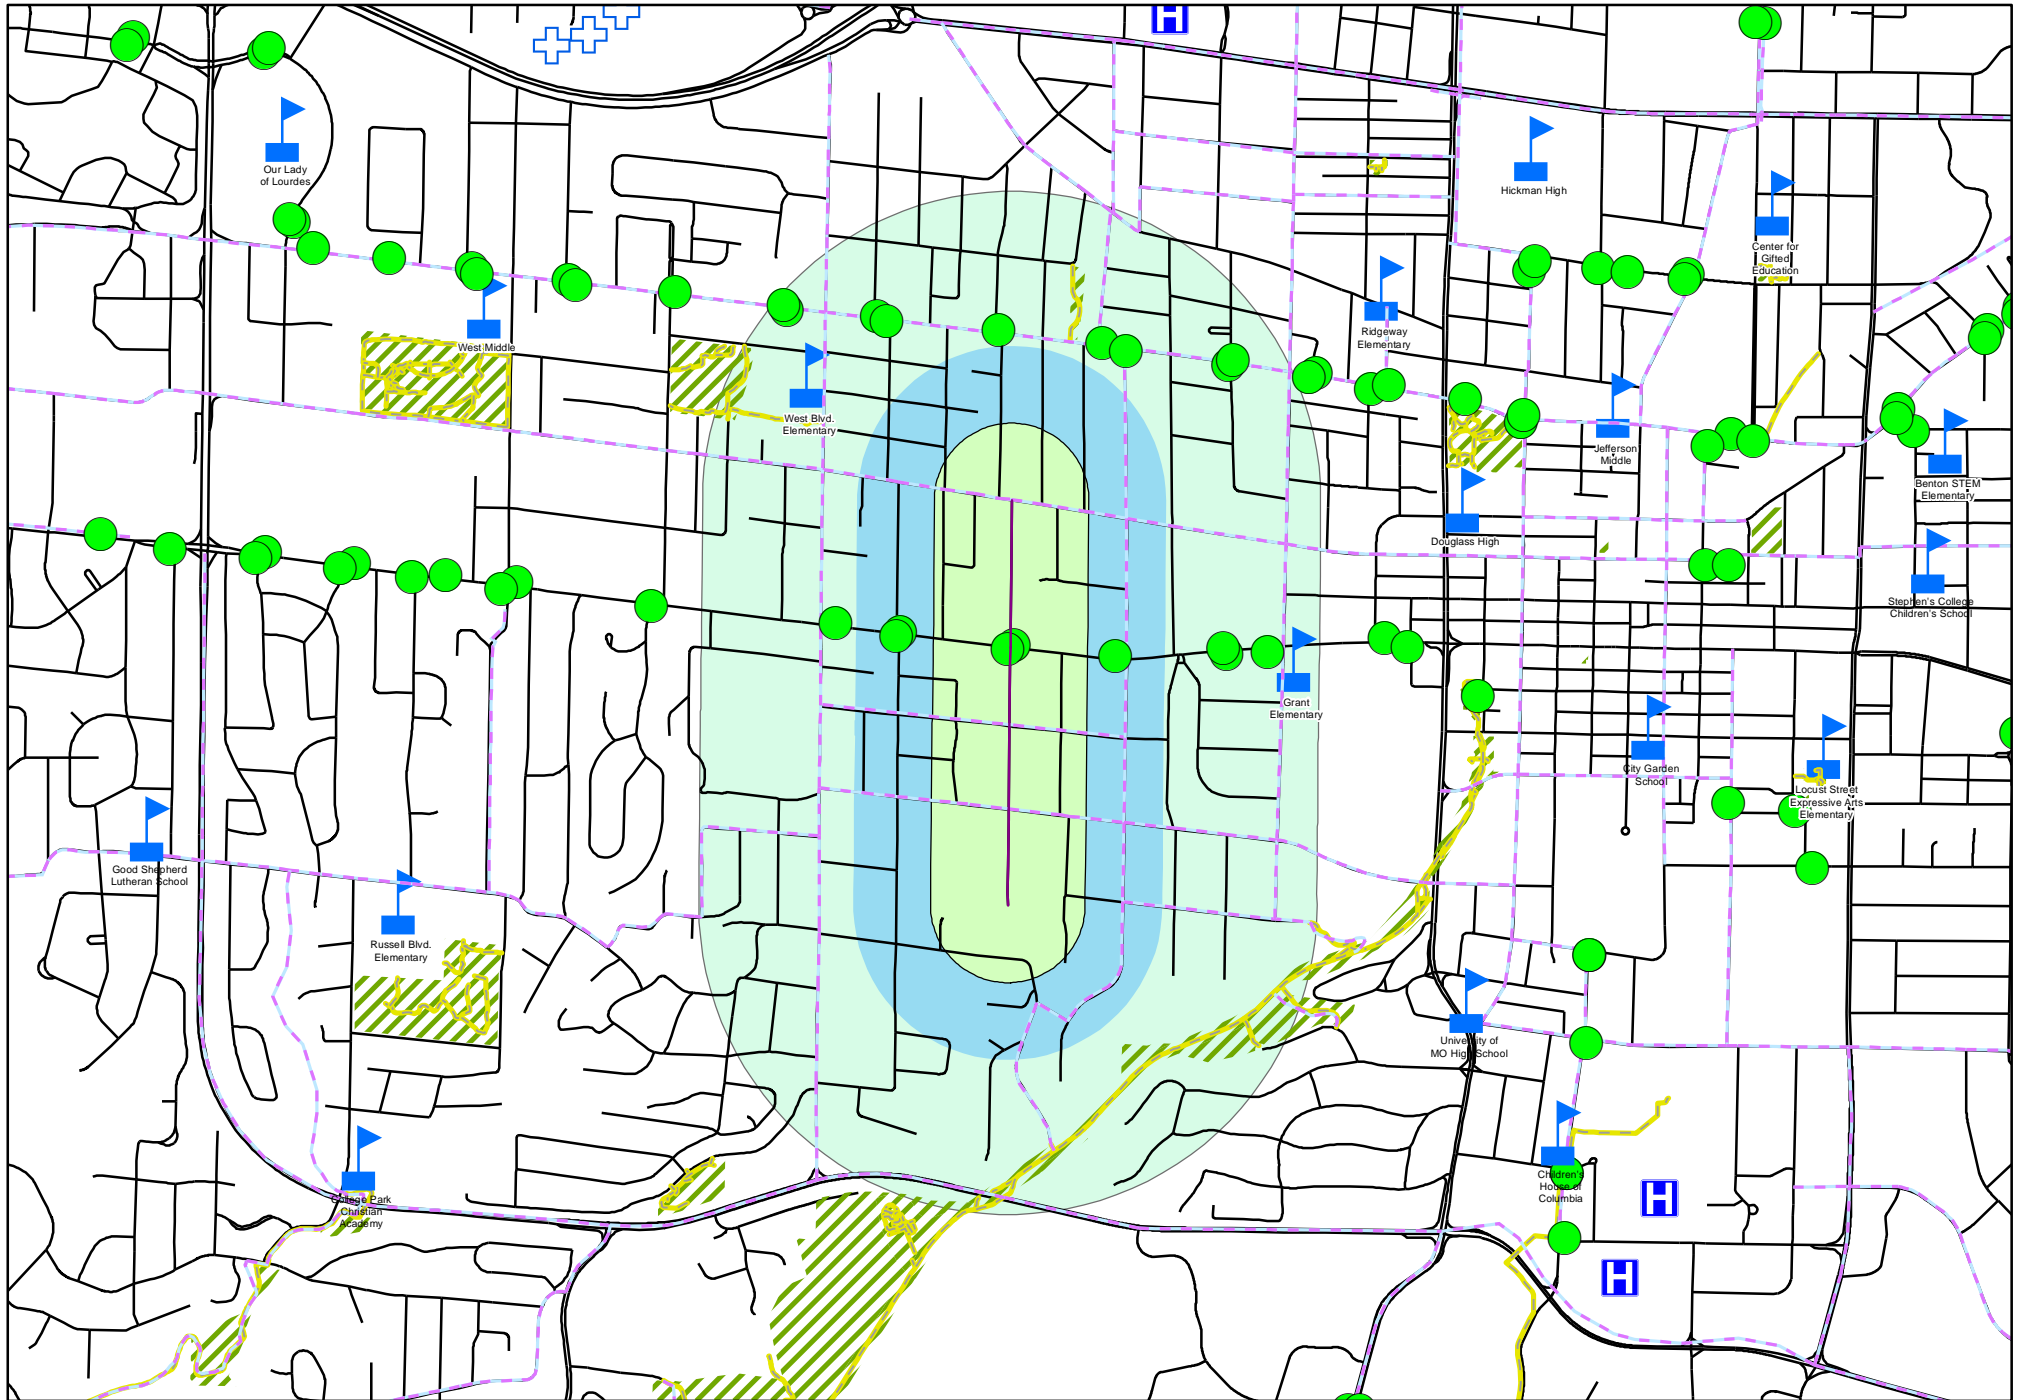 H
Our Lady
of Lourdes
Hickman High
Center for
Gifted
Education
West Middle
Ridgeway
Elementary
West Blvd.
Elementary
Jefferson
Middle
Benton STEM
Elementary
Douglass High
Stephen's College
Children's School
Grant
Elementary
City Garden
School
Locust Street
Expressive Arts
Elementary
Good Shepherd
Lutheran School
Russell Blvd.
Elementary
University of
MO High School
College Park
Christian
Academy
Children's
House of
Columbia
H
H